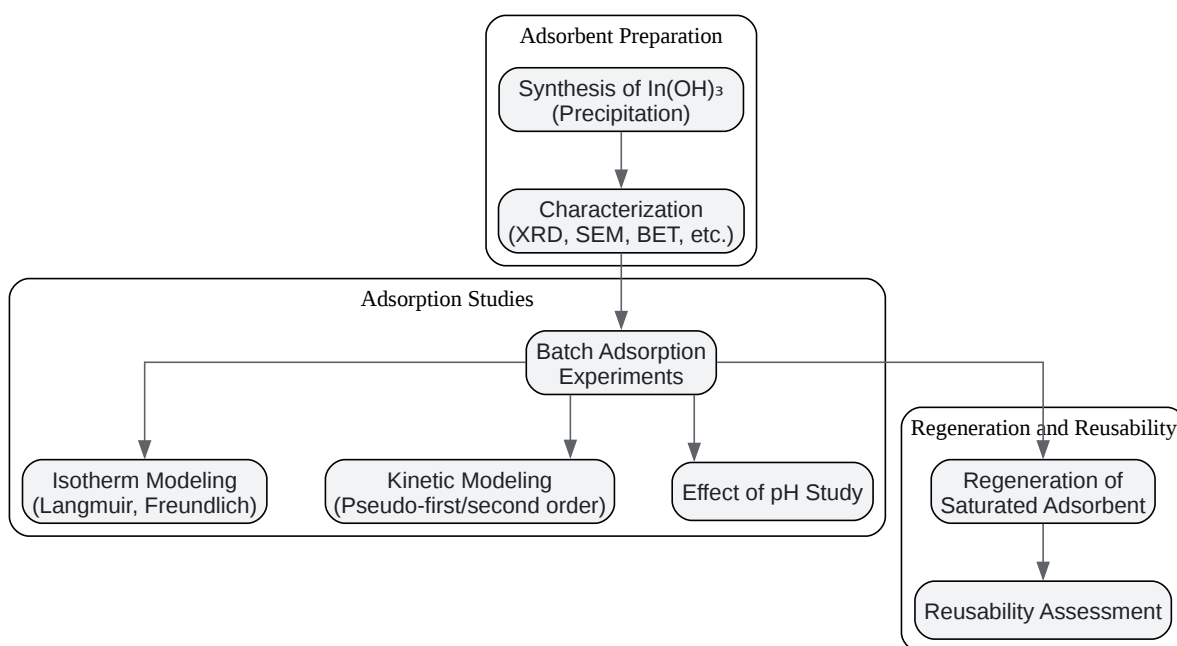 Adsorbent Preparation
Synthesis of In(OH)₃
(Precipitation)
Characterization
(XRD, SEM, BET, etc.)
Adsorption Studies
Batch Adsorption
Experiments
Isotherm Modeling
(Langmuir, Freundlich)
Kinetic Modeling
(Pseudo-first/second order)
Effect of pH Study
Regeneration and Reusability
Regeneration of
Saturated Adsorbent
Reusability Assessment